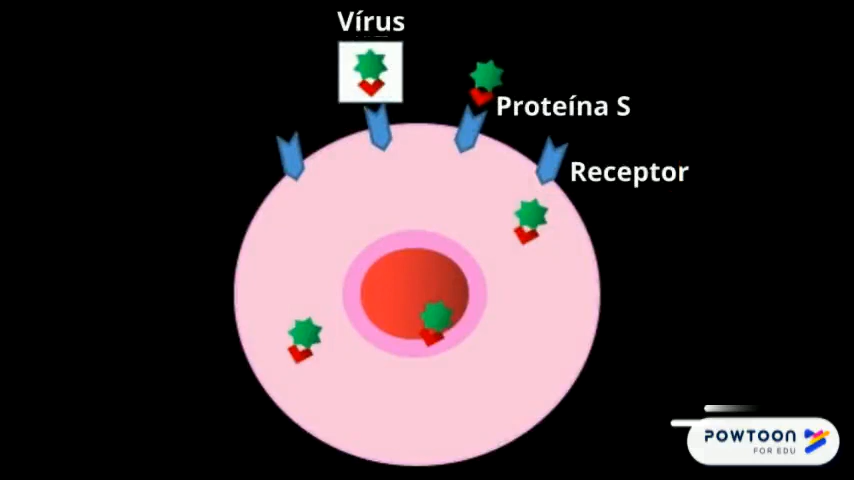 Vírus
Proteína S
Receptor
POWTOON
FOR EDU